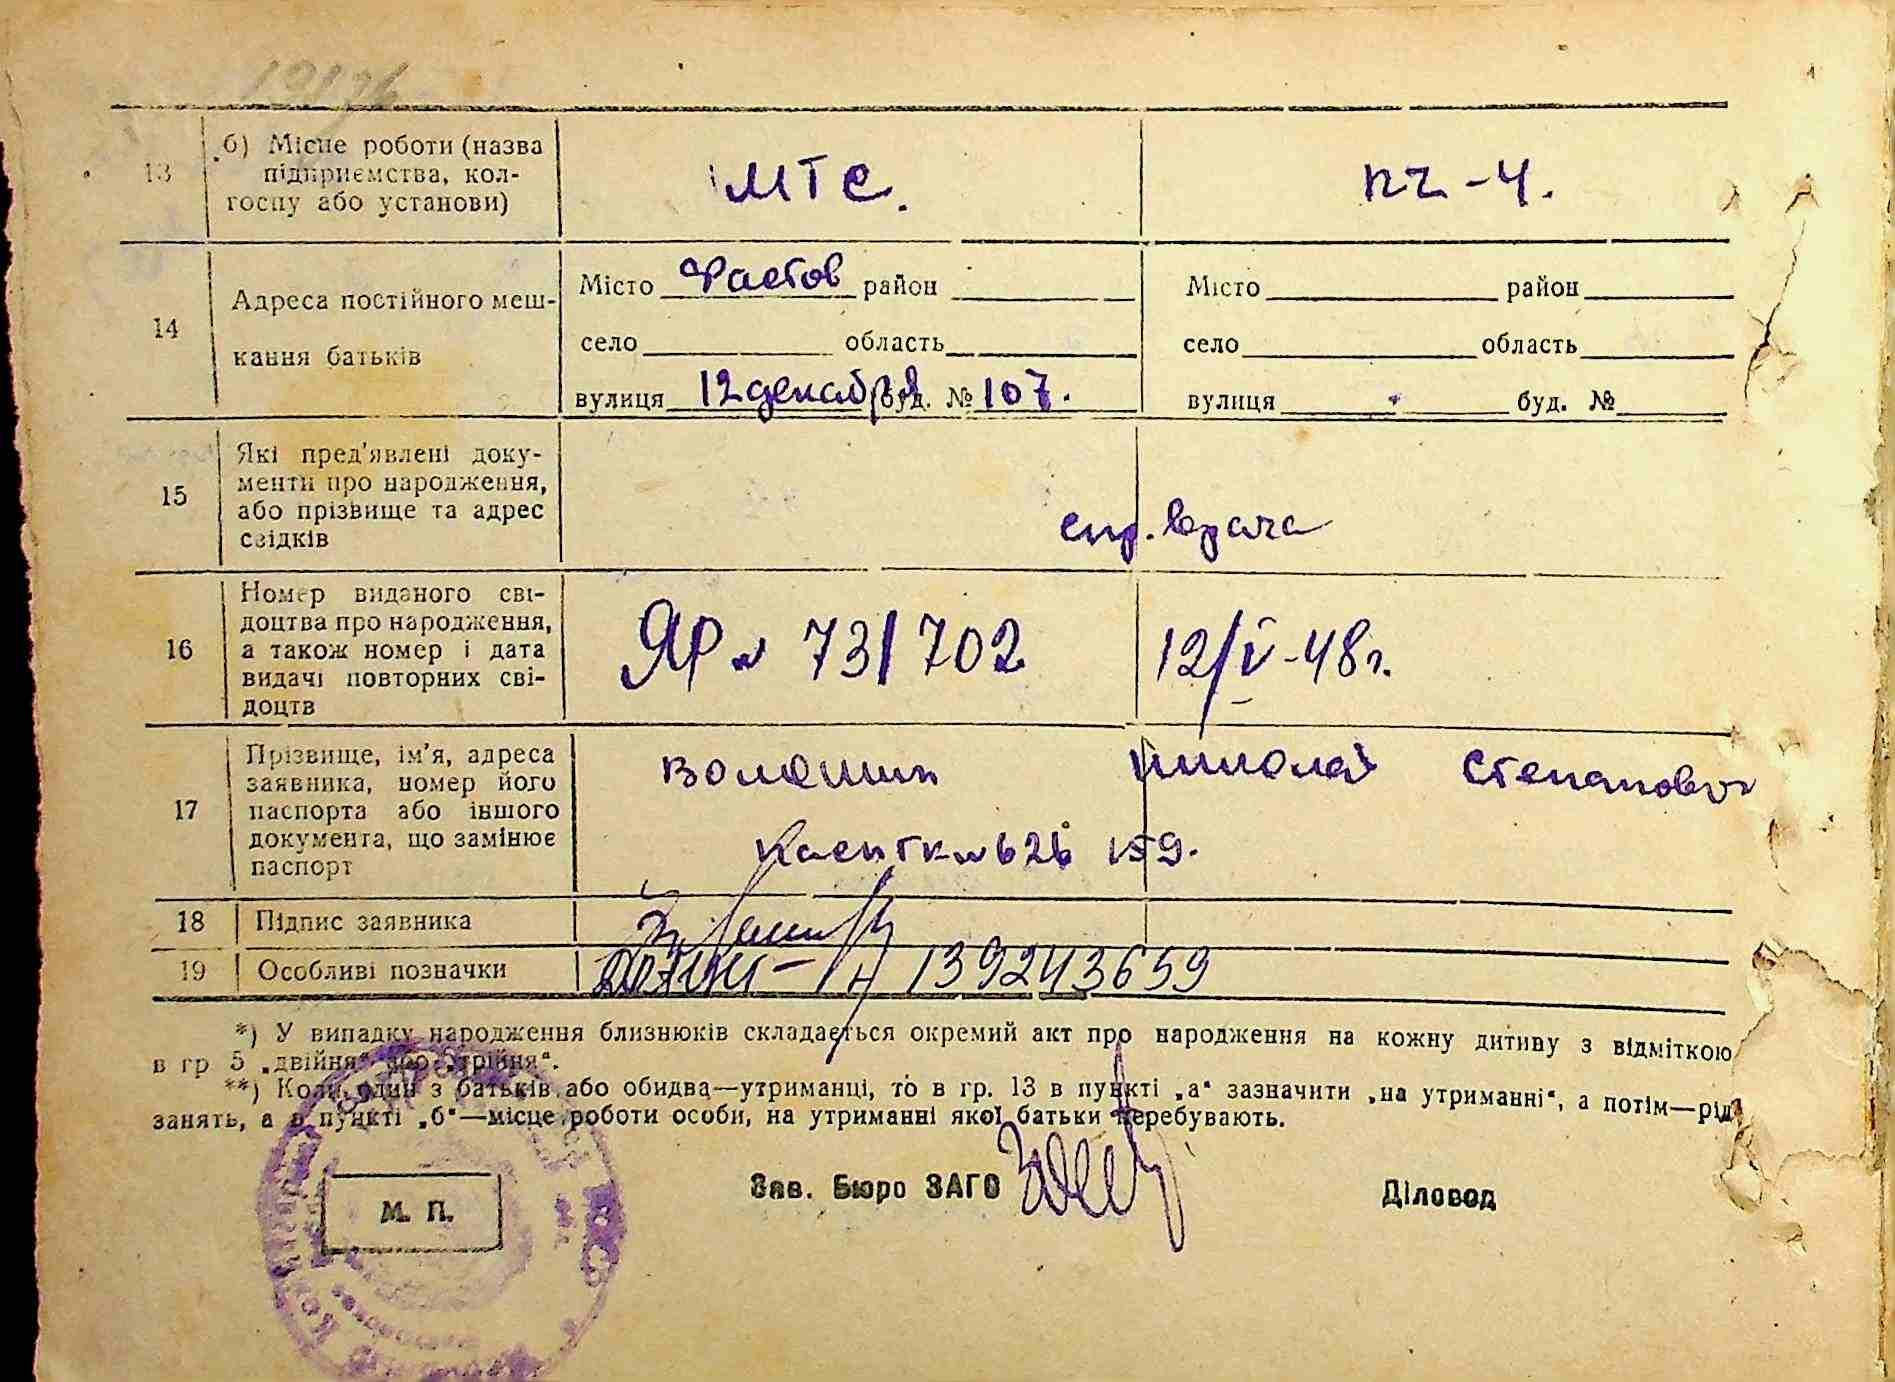 13 б) Місце роботи (назва
підприємства, кол-
госпу або установи)
МТС.
ПЧ-4.
14 Адреса постійного меш-
кання батьків
Місто Фастов район
село область
вулиця 12 декабря буд. № 107.
Місто район
село область
вулиця буд. №
15 Які пред'явлені доку-
менти про народження,
або прізвище та адрес
свідків
спр. врача
16 Номер виданого сві-
доцтва про народження,
а також номер і дата
видачі повторних сві-
доцтв
ЯР № 731702 12/V-48 г.
17 Прізвище, ім'я, адреса
заявника, номер його
паспорта або іншого
документа, що замінює
паспорт
Волошин Николай Степанович
18 Підпис заявника
19 Особливі позначки
139243659
*) У випадку народження близнюків складається окремий акт про народження на кожну дитиву з відміткою
в гр 5 „двійня“ або „трійня“.
**) Коли один з батьків або обидва—утриманці, то в гр. 13 в пункті „а“ зазначити „на утриманні“, а потім—рід
занять, а в пункті „б“—місце роботи особи, на утриманні якої батьки перебувають.
Зав. Бюро ЗАГС
Діловод
М. П.